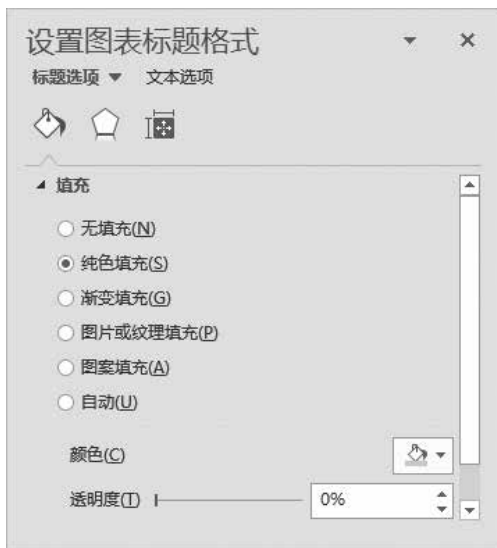 设置图表标题格式
标题选项 文本选项
填充
无填充(N)
纯色填充(S)
渐变填充(G)
图片或纹理填充(P)
图案填充(A)
自动(U)
颜色(C)
透明度(T) 0%